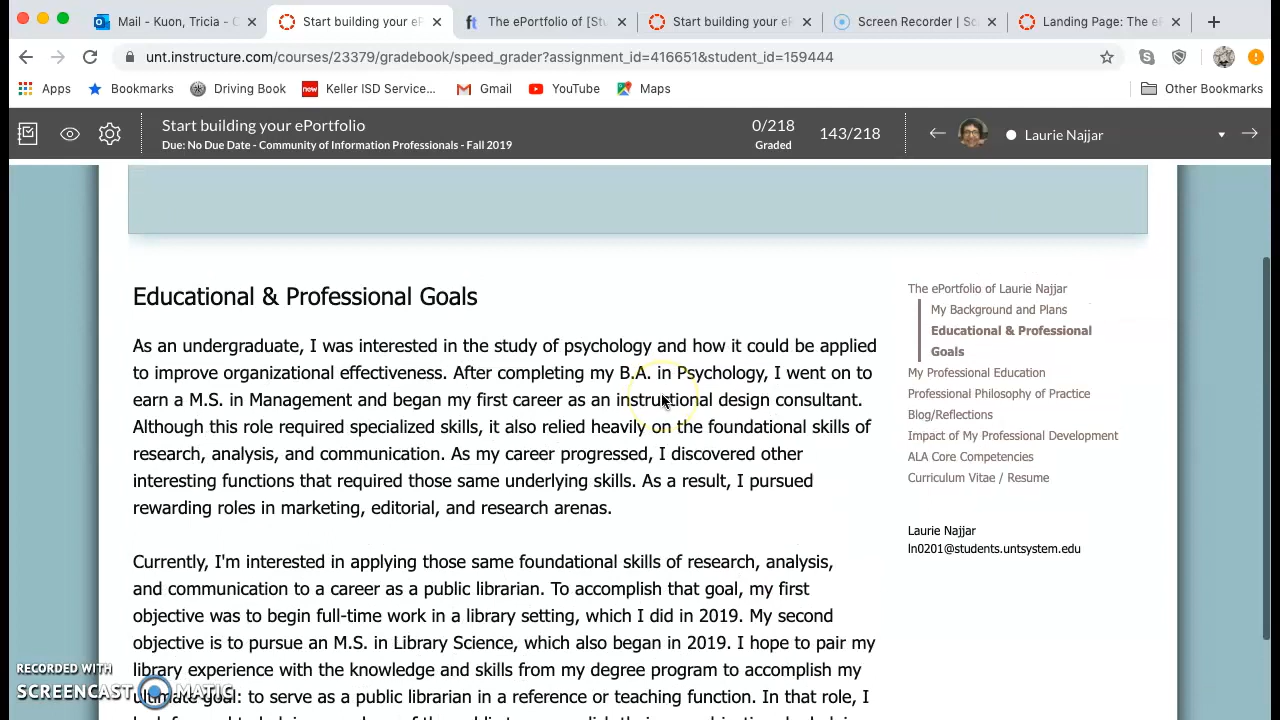 Mail - Kuon, Tricia - C
Start building your eP
The ePortfolio of [Stu
Start building your eP
Screen Recorder | Sc
Landing Page: The eP
unt.instructure.com/courses/23379/gradebook/speed_grader?assignment_id=416651&student_id=159444
Apps
Bookmarks
Driving Book
now
Keller ISD Service...
Gmail
YouTube
Maps
Other Bookmarks
Start building your ePortfolio
Due: No Due Date - Community of Information Professionals - Fall 2019
0/218
Graded
143/218
Laurie Najjar
Educational & Professional Goals
As an undergraduate, I was interested in the study of psychology and how it could be applied
to improve organizational effectiveness. After completing my B.A. in Psychology, I went on to
earn a M.S. in Management and began my first career as an instructional design consultant.
Although this role required specialized skills, it also relied heavily on the foundational skills of
research, analysis, and communication. As my career progressed, I discovered other
interesting functions that required those same underlying skills. As a result, I pursued
rewarding roles in marketing, editorial, and research arenas.
Currently, I'm interested in applying those same foundational skills of research, analysis,
and communication to a career as a public librarian. To accomplish that goal, my first
objective was to begin full-time work in a library setting, which I did in 2019. My second
objective is to pursue an M.S. in Library Science, which also began in 2019. I hope to pair my
library experience with the knowledge and skills from my degree program to accomplish my
ultimate goal: to serve as a public librarian in a reference or teaching function. In that role, I
The ePortfolio of Laurie Najjar
My Background and Plans
Educational & Professional
Goals
My Professional Education
Professional Philosophy of Practice
Blog/Reflections
Impact of My Professional Development
ALA Core Competencies
Curriculum Vitae / Resume
Laurie Najjar
ln0201@students.untsystem.edu
RECORDED WITH
SCREENCAST MATIC